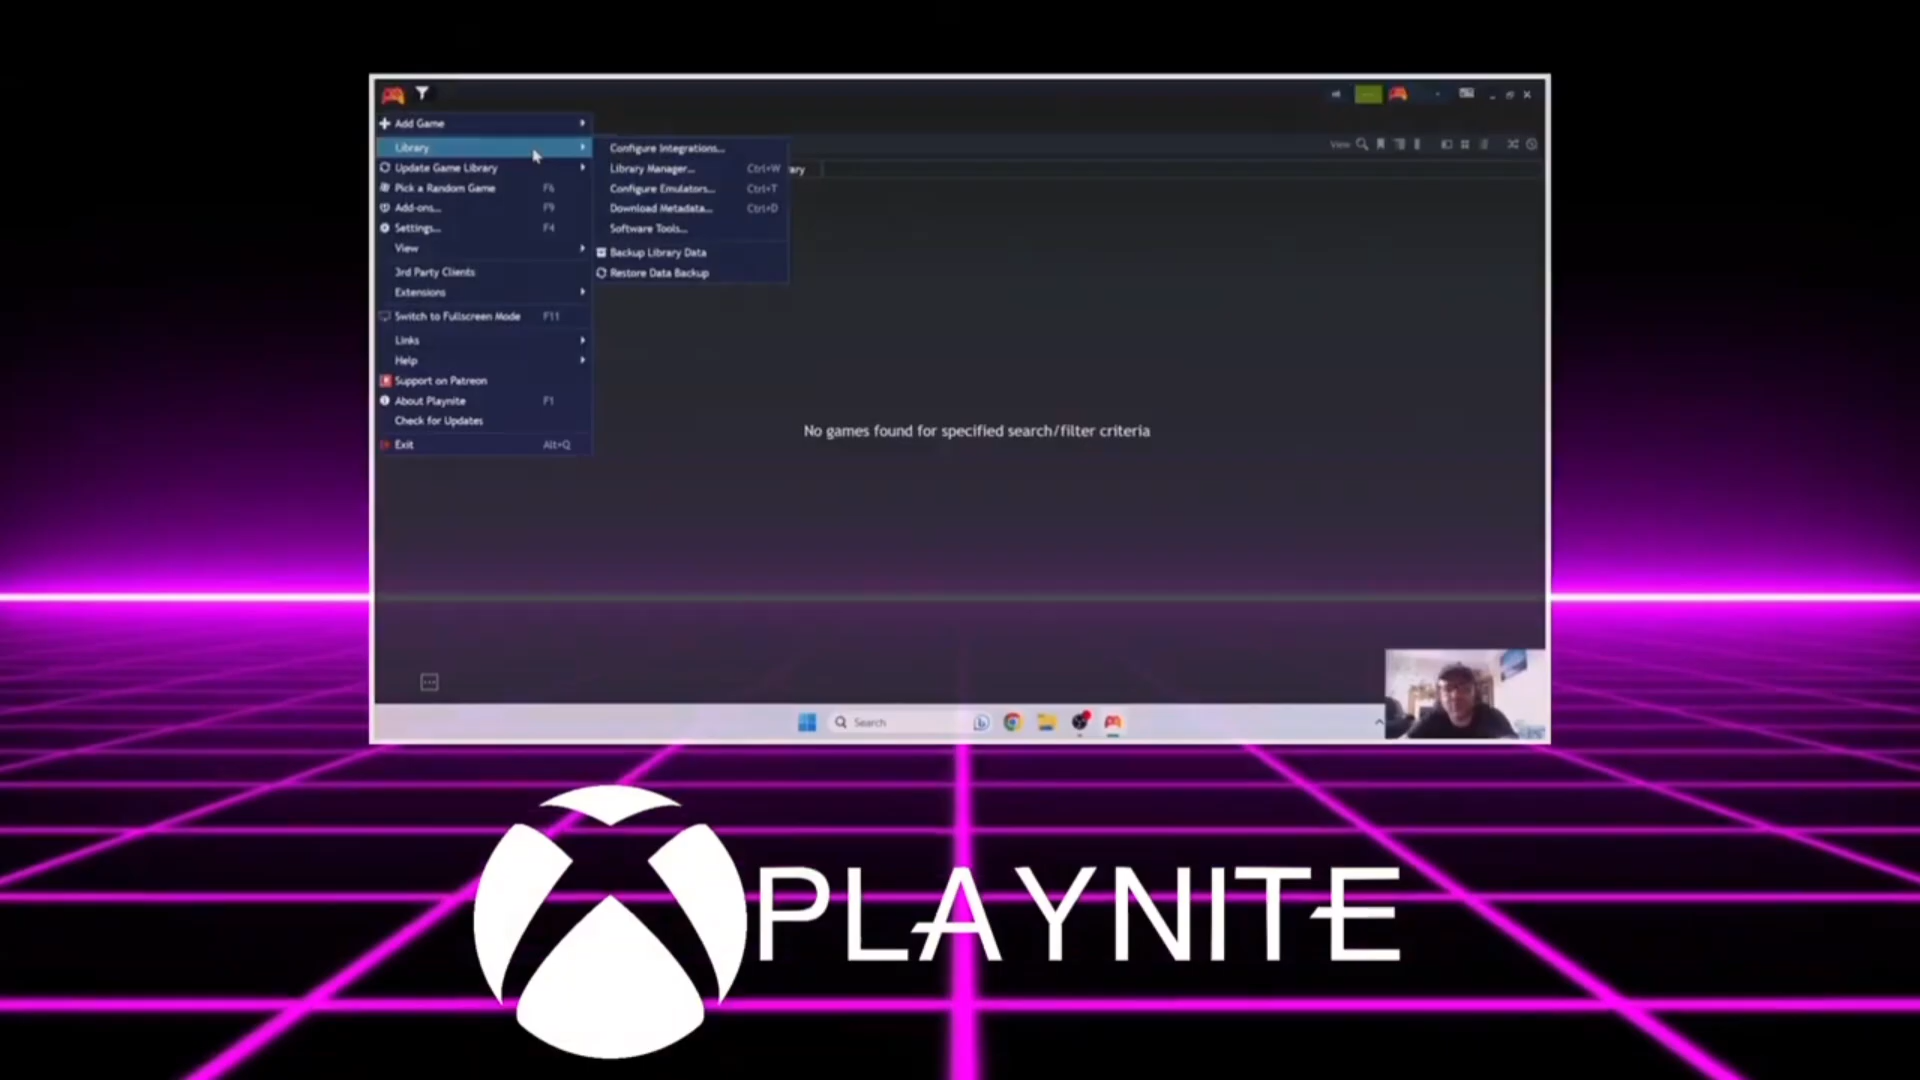 Add Game
Library
Update Game Library
Pick a Random Game F6
Add-ons... F9
Settings... F4
View
3rd Party Clients
Extensions
Switch to Fullscreen Mode F11
Links
Help
Support on Patreon
About Playnite F1
Check for Updates
Exit Alt+Q
Configure Integrations...
Library Manager... Ctrl+W
Configure Emulators... Ctrl+T
Download Metadata... Ctrl+D
Software Tools...
Backup Library Data
Restore Data Backup
rary
View
No games found for specified search/filter criteria
Search
PLAYNITE